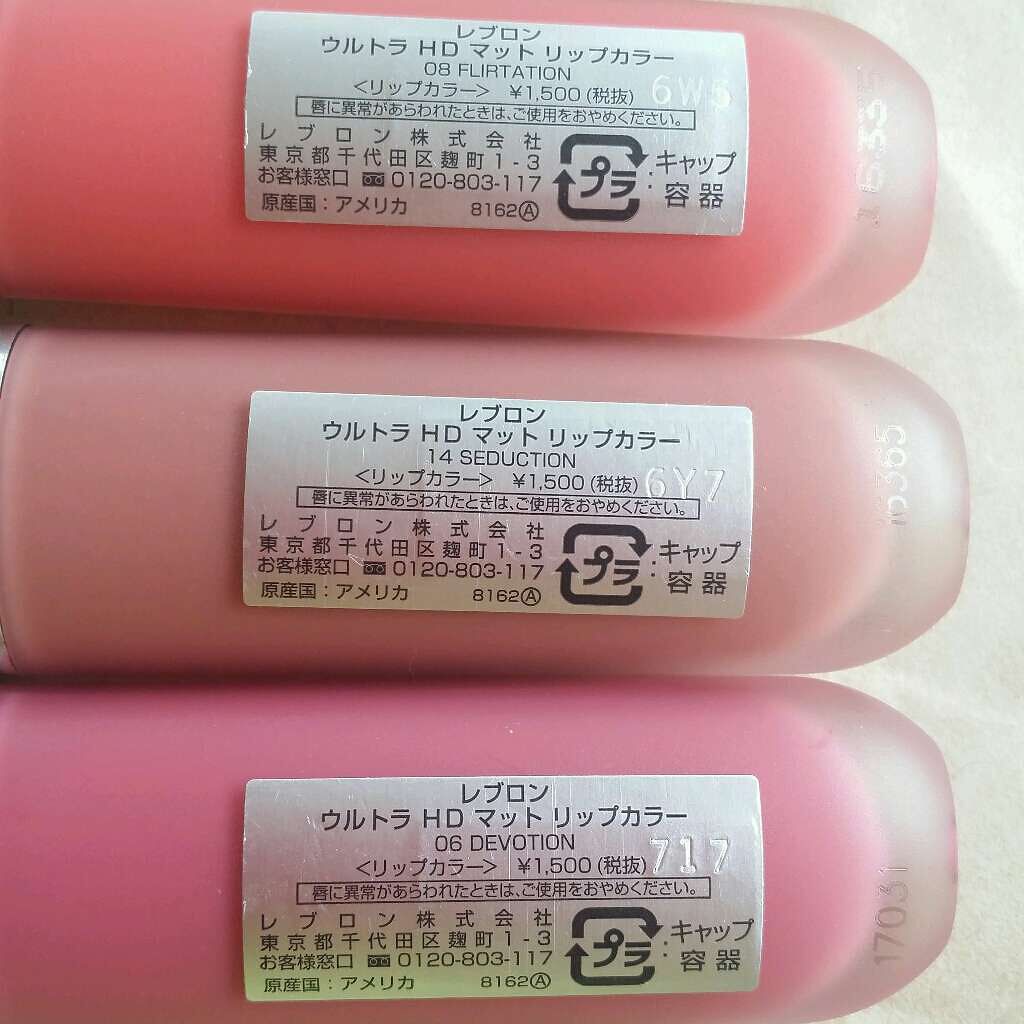 レブロン
ウルトラ HD マット リップカラー
08 FLIRTATION
<リップカラー> ¥1,500 (税抜) 6W5
唇に異常があらわれたときは、ご使用をおやめください。
レブロン株式会社
東京都千代田区麹町1-3
お客様窓口 0120-803-117
原産国：アメリカ 8162Ⓐ
プラ
:キャップ
容器
レブロン
ウルトラ HD マット リップカラー
14 SEDUCTION
<リップカラー> ¥1,500 (税抜) 6Y7
唇に異常があらわれたときは、ご使用をおやめください。
レブロン株式会社
東京都千代田区麹町1-3
お客様窓口 0120-803-117
原産国：アメリカ 8162Ⓐ
プラ
:キャップ
容器
16365
レブロン
ウルトラ HD マット リップカラー
06 DEVOTION
<リップカラー> ¥1,500 (税抜) 717
唇に異常があらわれたときは、ご使用をおやめください。
レブロン株式会社
東京都千代田区麹町1-3
お客様窓口 0120-803-117
原産国：アメリカ 8162Ⓐ
プラ
:キャップ
容器
17031